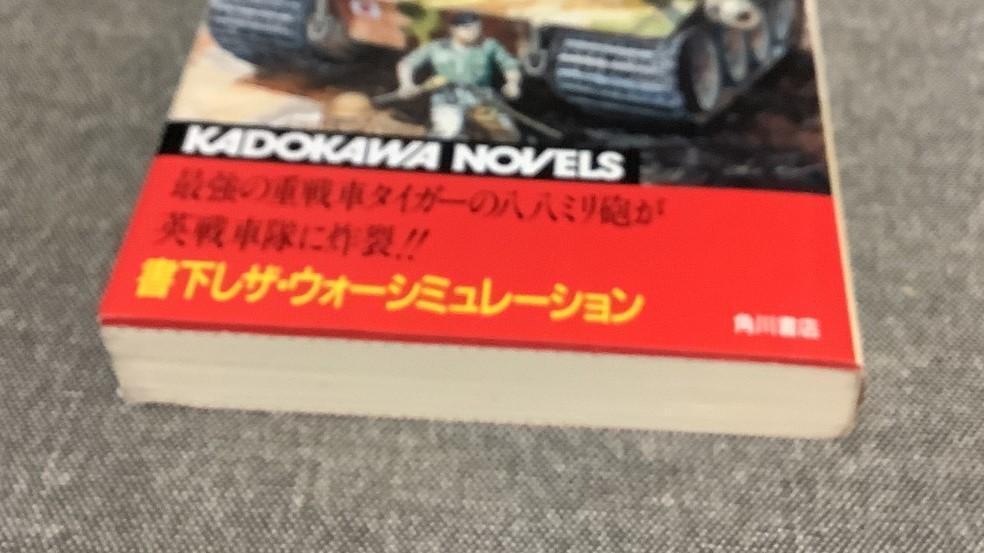 KADOKAWA NOVELS
最強の重戦車タイガーの八八ミリ砲が
英戦車隊に炸裂!!
書下しザ・ウォーシミュレーション
角川書店